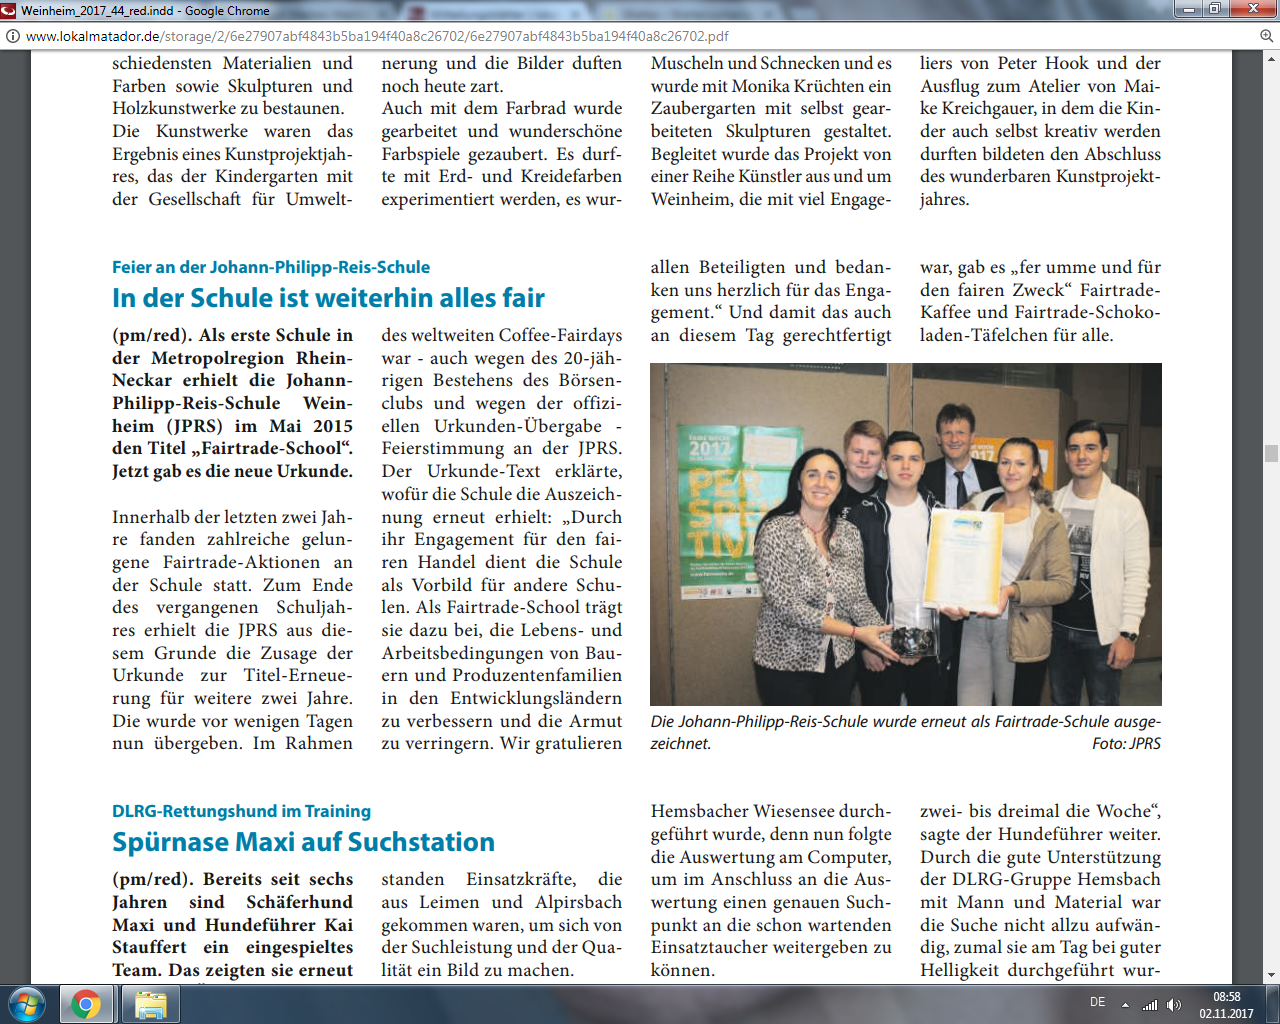 Weinheim_2017_44_red.indd - Google Chrome
www.lokalmatador.de/storage/2/6e27907abf4843b5ba194f40a8c26702/6e27907abf4843b5ba194f40a8c26702.pdf
schiedensten Materialien und
Farben sowie Skulpturen und
Holzkunstwerke zu bestaunen.
Die Kunstwerke waren das
Ergebnis eines Kunstprojektjah-
res, das der Kindergarten mit
der Gesellschaft für Umwelt-
nerung und die Bilder duften
noch heute zart.
Auch mit dem Farbrad wurde
gearbeitet und wunderschöne
Farbspiele gezaubert. Es durf-
te mit Erd- und Kreidefarben
experimentiert werden, es wur-
Muscheln und Schnecken und es
wurde mit Monika Krüchten ein
Zaubergarten mit selbst gear-
beiteten Skulpturen gestaltet.
Begleitet wurde das Projekt von
einer Reihe Künstler aus und um
Weinheim, die mit viel Engage-
liers von Peter Hook und der
Ausflug zum Atelier von Mai-
ke Kreichgauer, in dem die Kin-
der auch selbst kreativ werden
durften bildeten den Abschluss
des wunderbaren Kunstprojekt-
jahres.
Feier an der Johann-Philipp-Reis-Schule
In der Schule ist weiterhin alles fair
(pm/red). Als erste Schule in
der Metropolregion Rhein-
Neckar erhielt die Johann-
Philipp-Reis-Schule Wein-
heim (JPRS) im Mai 2015
den Titel „Fairtrade-School“.
Jetzt gab es die neue Urkunde.
Innerhalb der letzten zwei Jah-
re fanden zahlreiche gelun-
gene Fairtrade-Aktionen an
der Schule statt. Zum Ende
des vergangenen Schuljah-
res erhielt die JPRS aus die-
sem Grunde die Zusage der
Urkunde zur Titel-Erneue-
rung für weitere zwei Jahre.
Die wurde vor wenigen Tagen
nun übergeben. Im Rahmen
des weltweiten Coffee-Fairdays
war - auch wegen des 20-jäh-
rigen Bestehens des Börsen-
clubs und wegen der offizi-
ellen Urkunden-Übergabe -
Feierstimmung an der JPRS.
Der Urkunde-Text erklärte,
wofür die Schule die Auszeich-
nung erneut erhielt: „Durch
ihr Engagement für den fai-
ren Handel dient die Schule
als Vorbild für andere Schu-
len. Als Fairtrade-School trägt
sie dazu bei, die Lebens- und
Arbeitsbedingungen von Bau-
ern und Produzentenfamilien
in den Entwicklungsländern
zu verbessern und die Armut
zu verringern. Wir gratulieren
allen Beteiligten und bedan-
ken uns herzlich für das Enga-
gement.“ Und damit das auch
an diesem Tag gerechtfertigt
war, gab es „fer umme und für
den fairen Zweck“ Fairtrade-
Kaffee und Fairtrade-Schoko-
laden-Täfelchen für alle.
FAIRE WOCHE
2017
PER
SPEK
TIV
2017
Die Johann-Philipp-Reis-Schule wurde erneut als Fairtrade-Schule ausge-
zeichnet. Foto: JPRS
DLRG-Rettungshund im Training
Spürnase Maxi auf Suchstation
(pm/red). Bereits seit sechs
Jahren sind Schäferhund
Maxi und Hundeführer Kai
Stauffert ein eingespieltes
Team. Das zeigten sie erneut
standen Einsatzkräfte, die
aus Leimen und Alpirsbach
gekommen waren, um sich von
der Suchleistung und der Qua-
lität ein Bild zu machen.
Hemsbacher Wiesensee durch-
geführt wurde, denn nun folgte
die Auswertung am Computer,
um im Anschluss an die Aus-
wertung einen genauen Such-
punkt an die schon wartenden
Einsatztaucher weitergeben zu
können.
zwei- bis dreimal die Woche“,
sagte der Hundeführer weiter.
Durch die gute Unterstützung
der DLRG-Gruppe Hemsbach
mit Mann und Material war
die Suche nicht allzu aufwän-
dig, zumal sie am Tag bei guter
Helligkeit durchgeführt wur-
DE
08:58
02.11.2017